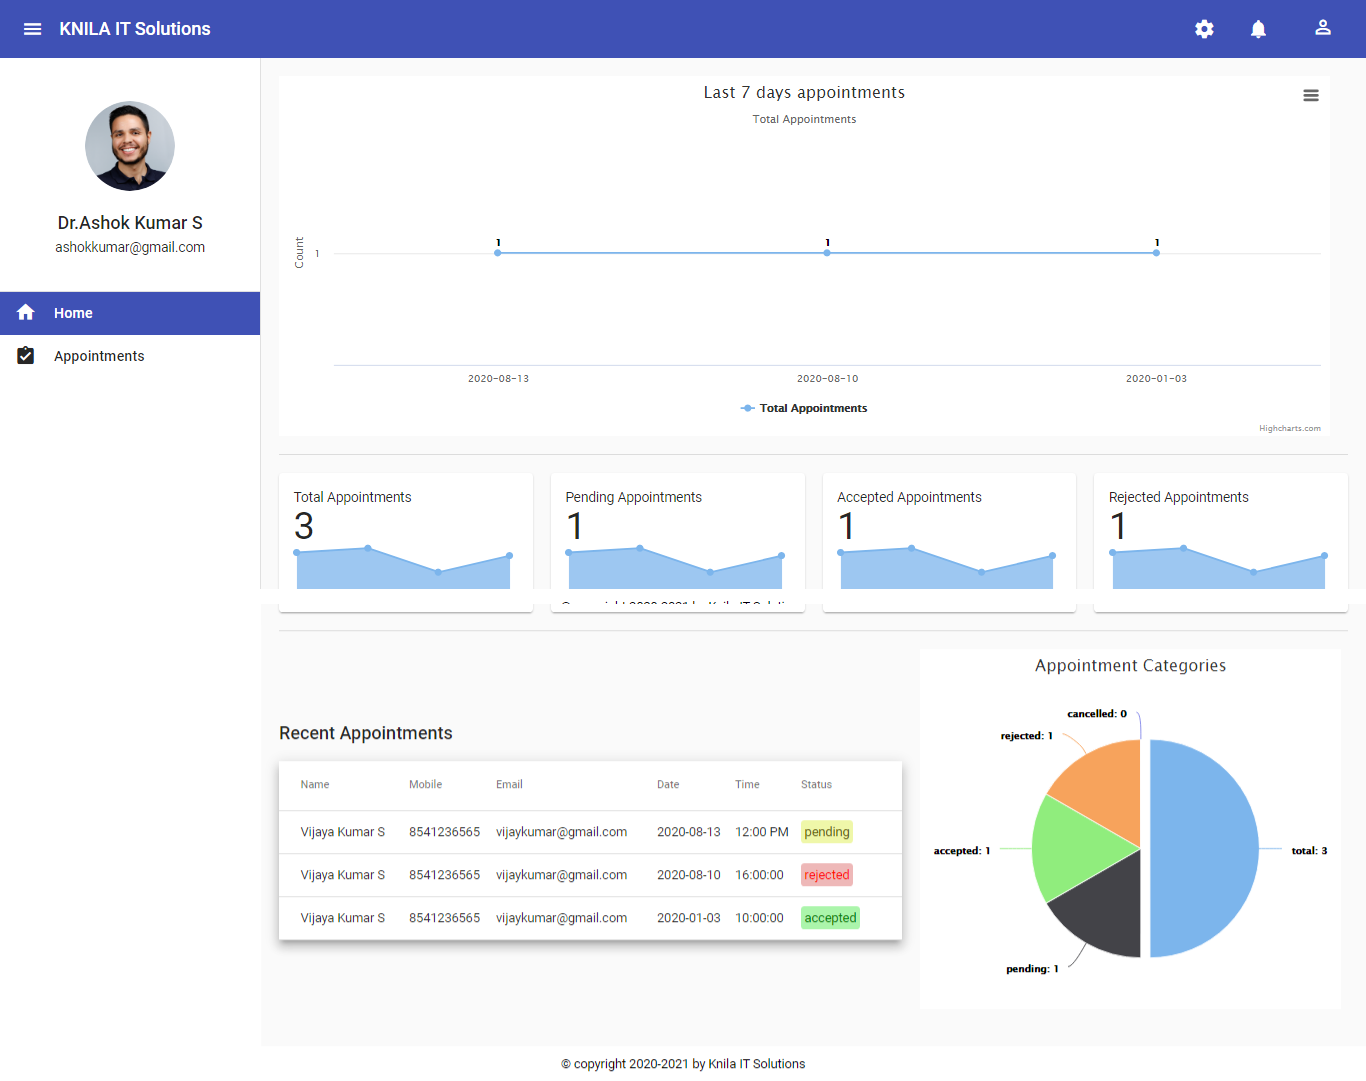 KNILA IT Solutions
Dr.Ashok Kumar S
ashokkumar@gmail.com
Home
Appointments
Last 7 days appointments
Total Appointments
Count
1
1
1
1
2020-08-13
2020-08-10
2020-01-03
Total Appointments
Highcharts.com
Total Appointments
3
Pending Appointments
1
Accepted Appointments
1
Rejected Appointments
1
Recent Appointments
Name Mobile Email Date Time Status
Vijaya Kumar S 8541236565 vijaykumar@gmail.com 2020-08-13 12:00 PM pending
Vijaya Kumar S 8541236565 vijaykumar@gmail.com 2020-08-10 16:00:00 rejected
Vijaya Kumar S 8541236565 vijaykumar@gmail.com 2020-01-03 10:00:00 accepted
Appointment Categories
cancelled: 0
rejected: 1
accepted: 1
total: 3
pending: 1
© copyright 2020-2021 by Knila IT Solutions